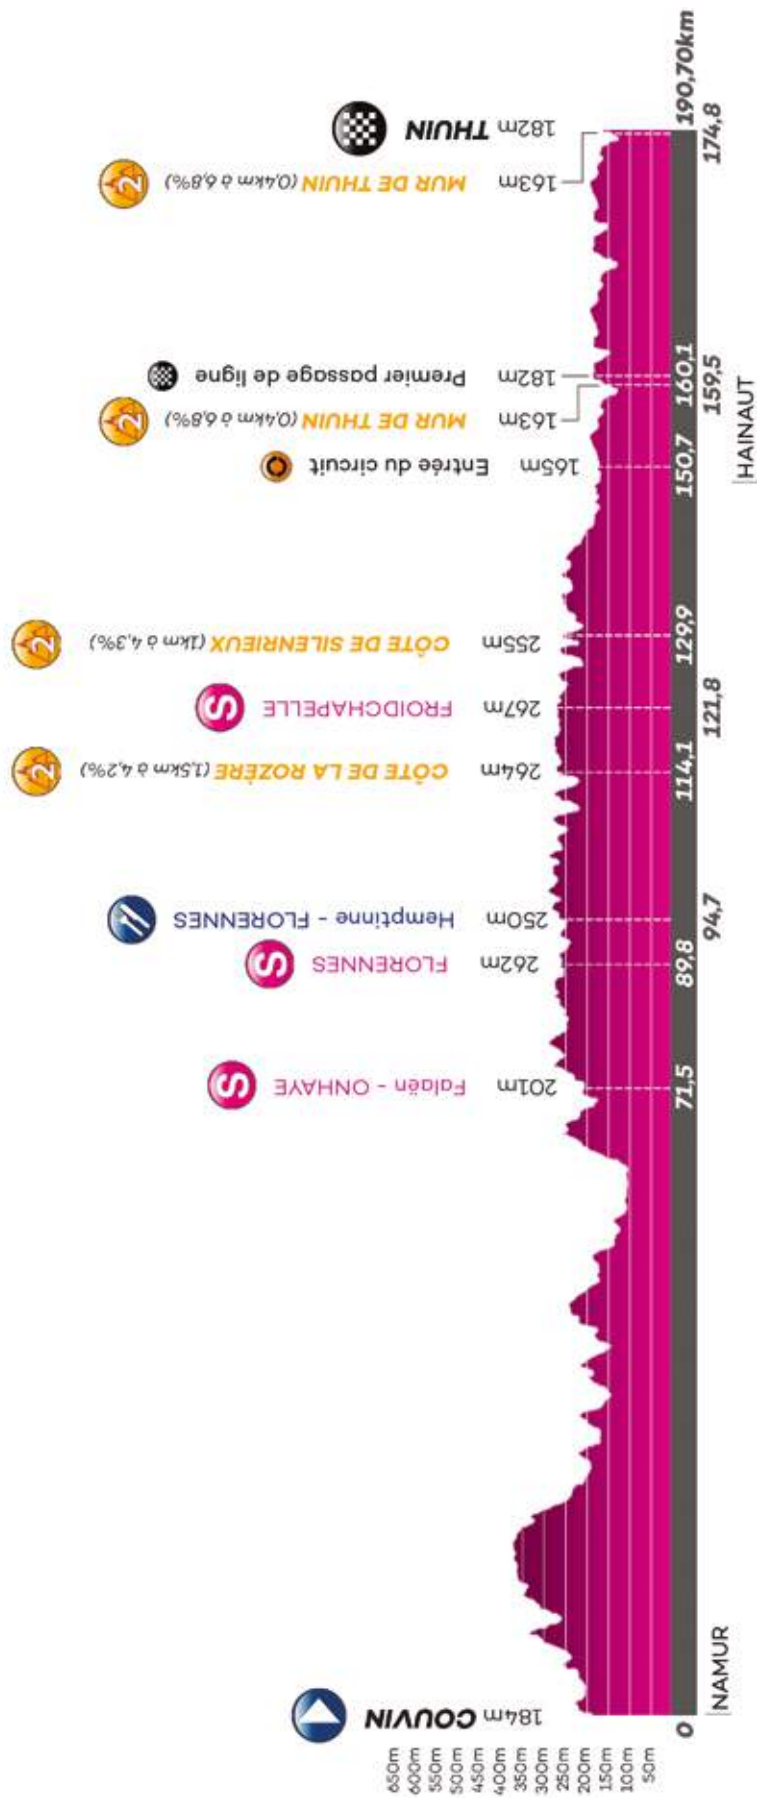 650m
600m
550m
500m
450m
400m
350m
300m
250m
200m
150m
100m
50m
184m COUVIN
201m Falaën - ONHAYE
S
262m FLORENNES
S
250m Hemptinne - FLORENNES
264m CÔTE DE LA ROZÈRE (1,5km à 4,2%)
2
267m FROIDCHAPELLE
S
255m CÔTE DE SILENRIEUX (1km à 4,3%)
2
165m Entrée du circuit
163m MUR DE THUIN (0,4km à 6,8%)
2
182m Premier passage de ligne
163m MUR DE THUIN (0,4km à 6,8%)
2
182m THUIN
0
71,5
89,8
94,7
114,1
121,8
129,9
150,7
159,5
160,1
174,8
190,70km
NAMUR
HAINAUT